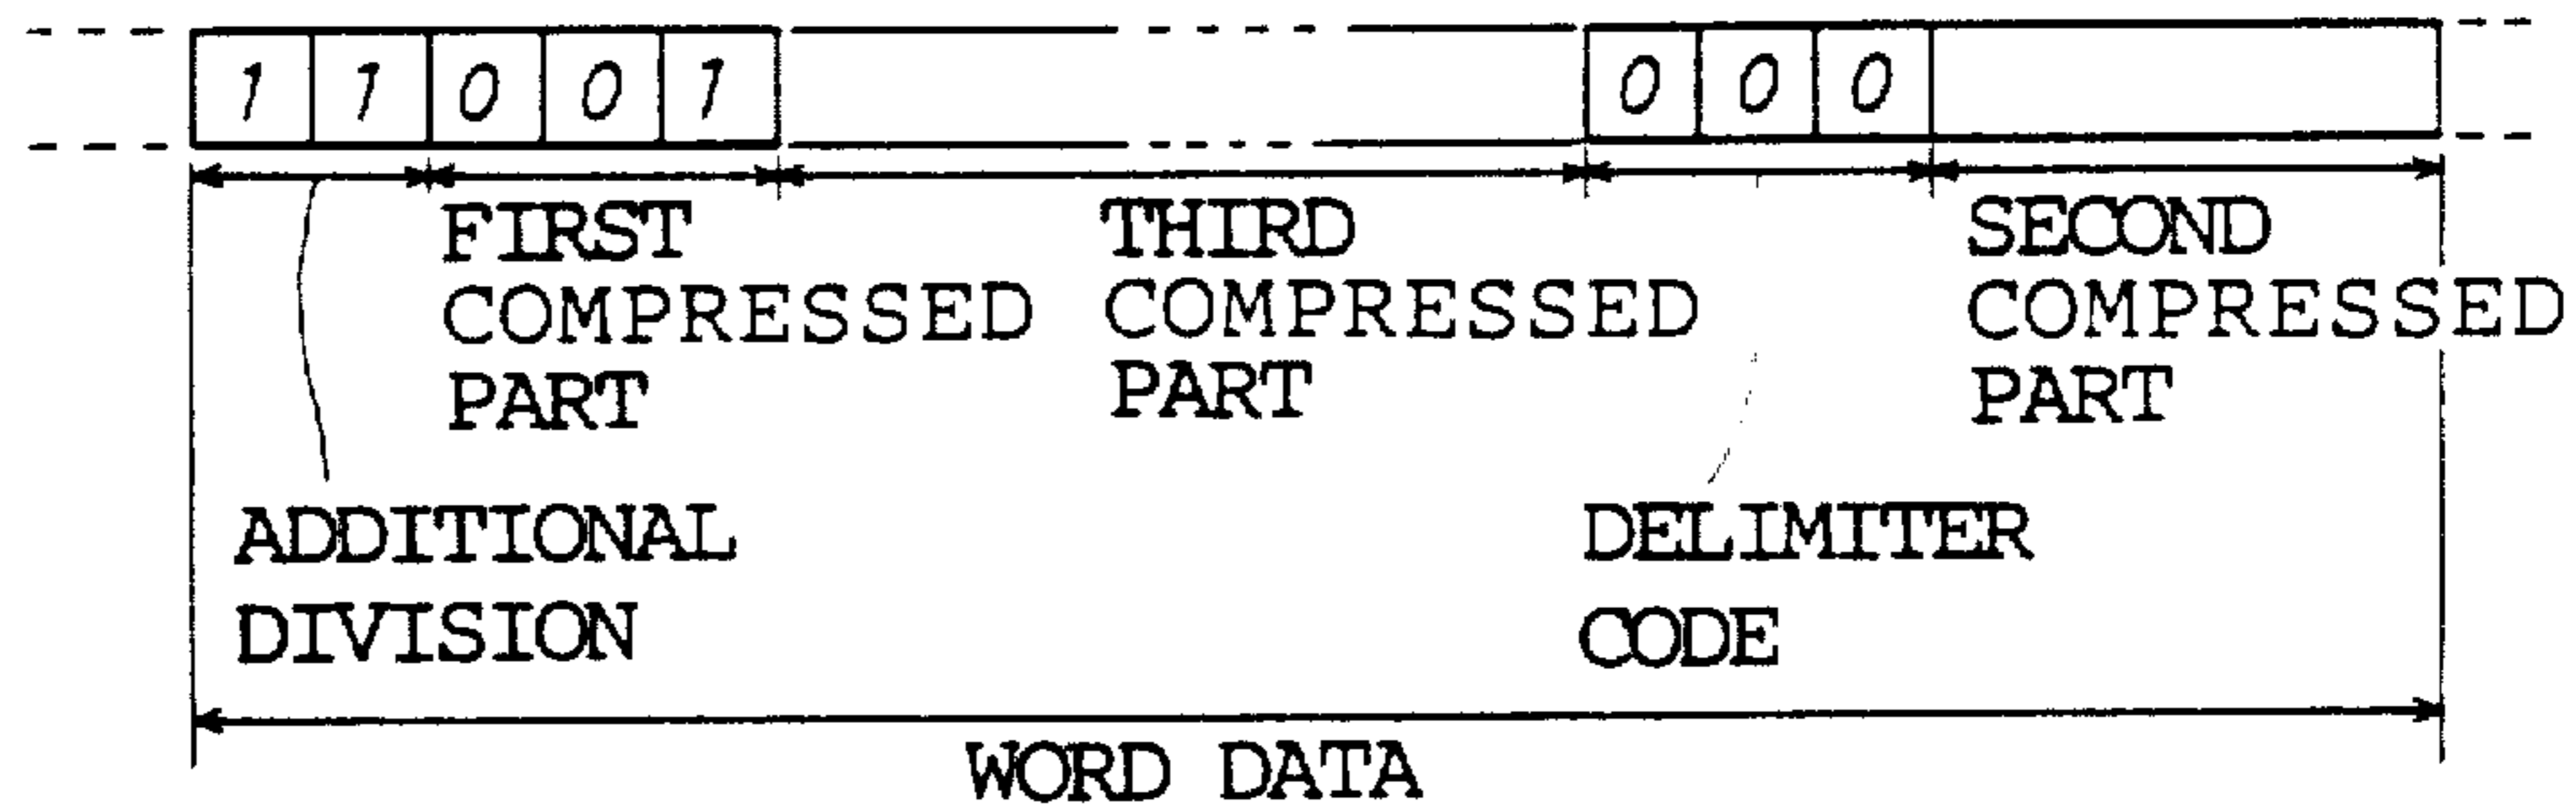 1 1 0 0 1 0 0 0
FIRST THIRD SECOND
COMPRESSED COMPRESSED COMPRESSED
PART PART PART
ADDITIONAL DELIMITER
DIVISION CODE
WORD DATA